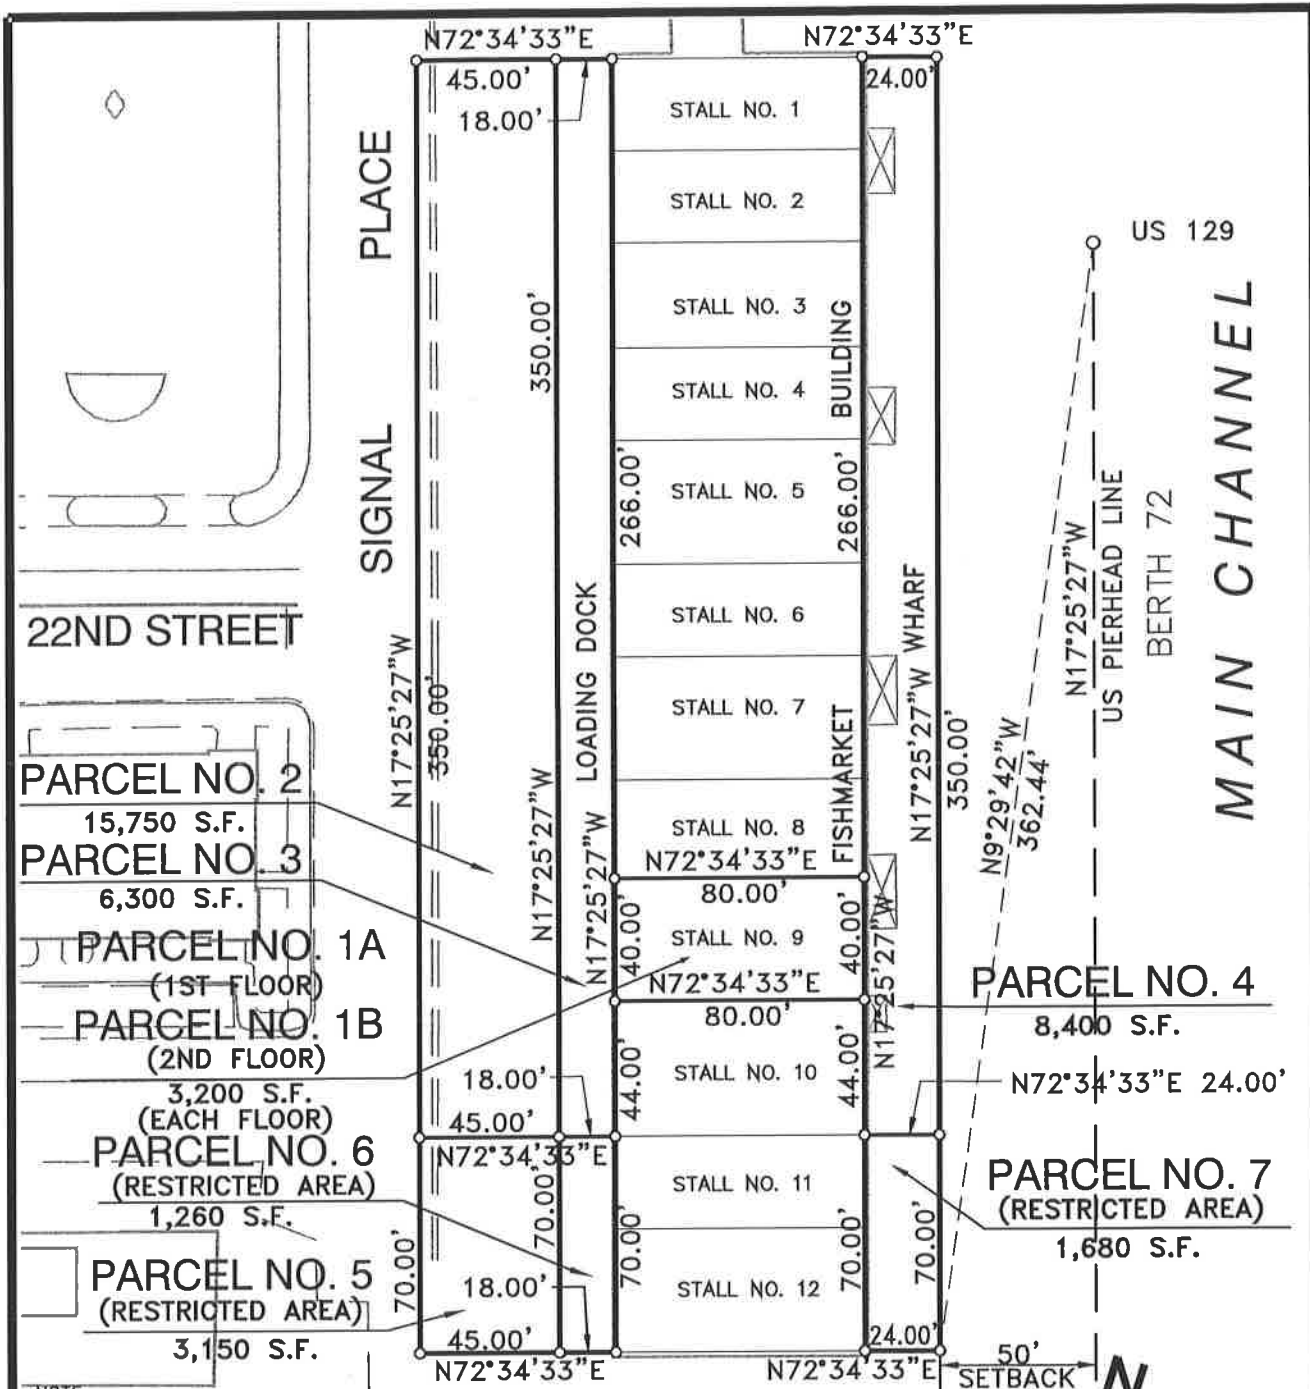 N72°34'33"E
N72°34'33"E
45.00'
24.00'
18.00'
STALL NO. 1
STALL NO. 2
STALL NO. 3
STALL NO. 4
STALL NO. 5
STALL NO. 6
STALL NO. 7
STALL NO. 8
SIGNAL PLACE
350.00'
266.00'
266.00'
FISHMARKET BUILDING
US 129
MAIN CHANNEL
BERTH 72
US PIERHEAD LINE
N17°25'27"W
22ND STREET
N17°25'27"W
350.00'
LOADING DOCK
N17°25'27"W
N17°25'27"W
N17°25'27"W WHARF
350.00'
N9°29'42"W
362.44'
PARCEL NO. 2
15,750 S.F.
PARCEL NO. 3
6,300 S.F.
N72°34'33"E
80.00'
40.00'
STALL NO. 9
40.00'
N17°25'27"W
N72°34'33"E
80.00'
PARCEL NO. 1A
(1ST FLOOR)
PARCEL NO. 1B
(2ND FLOOR)
3,200 S.F.
(EACH FLOOR)
PARCEL NO. 4
8,400 S.F.
18.00'
44.00'
STALL NO. 10
44.00'
N72°34'33"E 24.00'
45.00'
N72°34'33"E
PARCEL NO. 6
(RESTRICTED AREA)
1,260 S.F.
STALL NO. 11
PARCEL NO. 7
(RESTRICTED AREA)
1,680 S.F.
70.00'
70.00'
70.00'
70.00'
70.00'
PARCEL NO. 5
(RESTRICTED AREA)
3,150 S.F.
18.00'
STALL NO. 12
45.00'
24.00'
N72°34'33"E
N72°34'33"E
50'
SETBACK
N